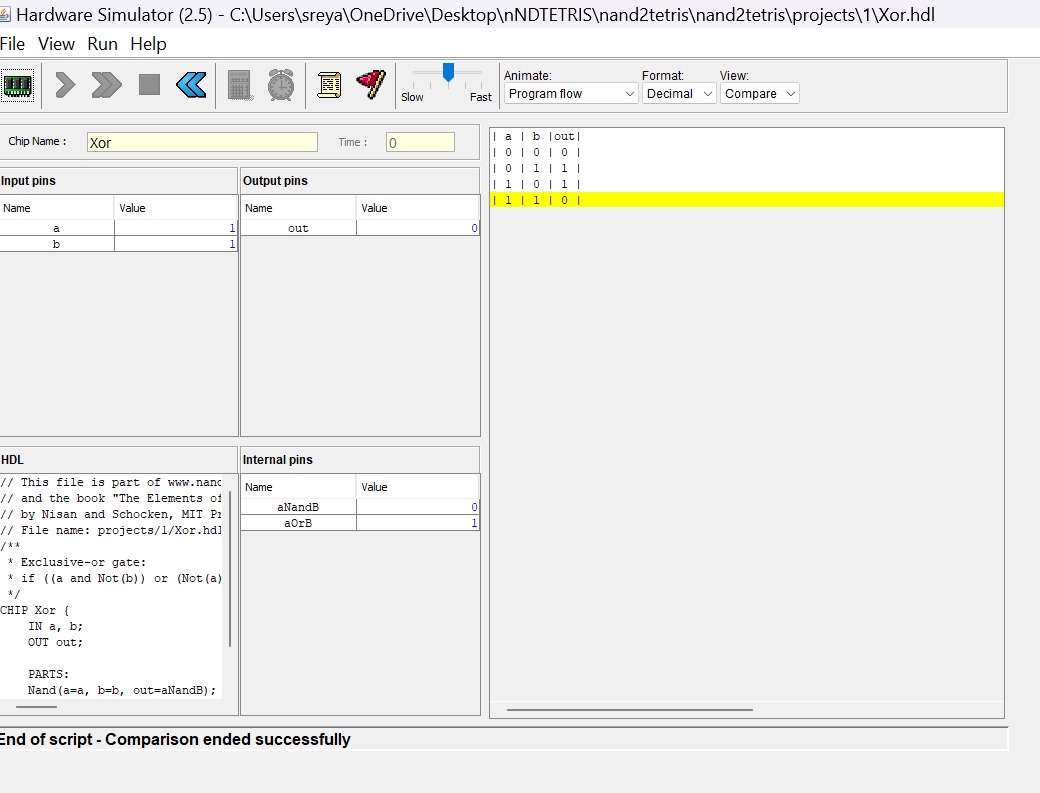 Hardware Simulator (2.5) - C:\Users\sreya\OneDrive\Desktop\nNDTETRIS\nand2tetris\nand2tetris\projects\1\Xor.hdl
File View Run Help
Slow Fast
Animate:
Program flow
Format:
Decimal
View:
Compare
Chip Name :
Xor
Time :
0
Input pins
Name Value
a 1
b 1
Output pins
Name Value
out 0
| a | b |out|
| 0 | 0 | 0 |
| 0 | 1 | 1 |
| 1 | 0 | 1 |
| 1 | 1 | 0 |
HDL
// This file is part of www.nand
// and the book "The Elements of
// by Nisan and Schocken, MIT Pr
// File name: projects/1/Xor.hdl
/**
* Exclusive-or gate:
* if ((a and Not(b)) or (Not(a)
*/
CHIP Xor {
IN a, b;
OUT out;
PARTS:
Nand(a=a, b=b, out=aNandB);
Internal pins
Name Value
aNandB 0
aOrB 1
End of script - Comparison ended successfully